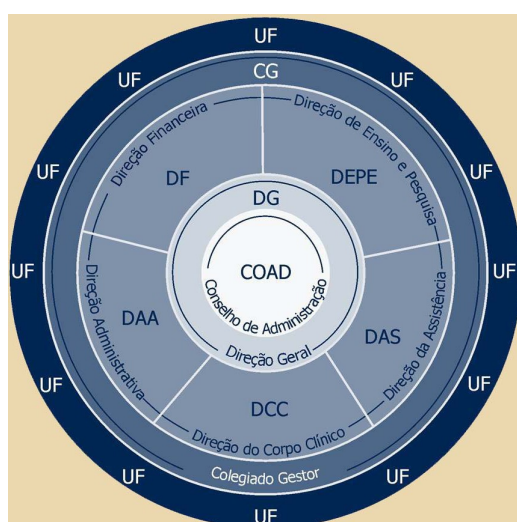 UF
UF
UF
CG
Direção Financeira
Direção de Ensino e Pesquisa
UF
UF
DF
DEPE
DG
UF
COAD
UF
Conselho de Administração
DAA
DAS
Direção Administrativa
Direção Geral
Direção da Assistência
UF
UF
DCC
Direção do Corpo Clínico
Colegiado Gestor
UF
UF
UF